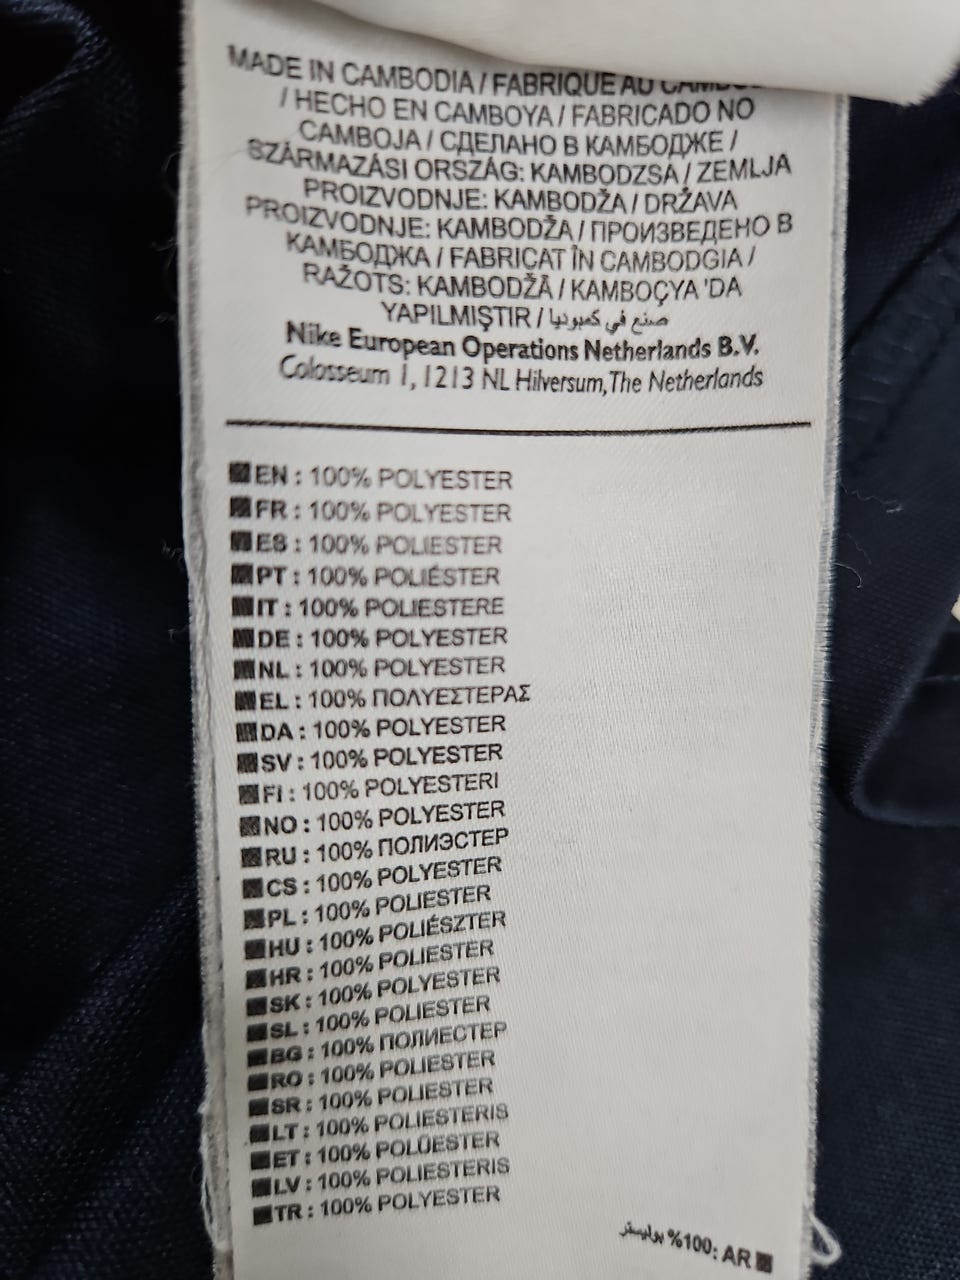 MADE IN CAMBODIA / FABRIQUE AU
/ HECHO EN CAMBOYA / FABRICADO NO
CAMBOJA / СДЕЛАНО В КАМБОДЖЕ /
SZÁRMAZÁSI ORSZÁG: KAMBODZSA / ZEMLJA
PROIZVODNJE: KAMBODŽA / DRŽAVA
PROIZVODNJE: KAMBODŽA / ПРОИЗВЕДЕНО В
КАМБОДЖА / FABRICAT ÎN CAMBODGIA /
RAŽOTS: KAMBODŽĀ / KAMBOÇYA 'DA
YAPILMIŞTIR / صنع في كمبوديا
Nike European Operations Netherlands B.V.
Colosseum 1, 1213 NL Hilversum, The Netherlands
EN : 100% POLYESTER
FR : 100% POLYESTER
ES : 100% POLIESTER
PT : 100% POLIÉSTER
IT : 100% POLIESTERE
DE : 100% POLYESTER
NL : 100% POLYESTER
EL : 100% ΠΟΛΥΕΣΤΕΡΑΣ
DA : 100% POLYESTER
SV : 100% POLYESTER
FI : 100% POLYESTERI
NO : 100% POLYESTER
RU : 100% ПОЛИЭСТЕР
CS : 100% POLYESTER
PL : 100% POLIESTER
HU : 100% POLIÉSZTER
HR : 100% POLIESTER
SK : 100% POLYESTER
SL : 100% POLIESTER
BG : 100% ПОЛИЕСТЕР
RO : 100% POLIESTER
SR : 100% POLIESTER
LT : 100% POLIESTERIS
ET : 100% POLÜESTER
LV : 100% POLIESTERIS
TR : 100% POLYESTER
AR :100% بوليستر